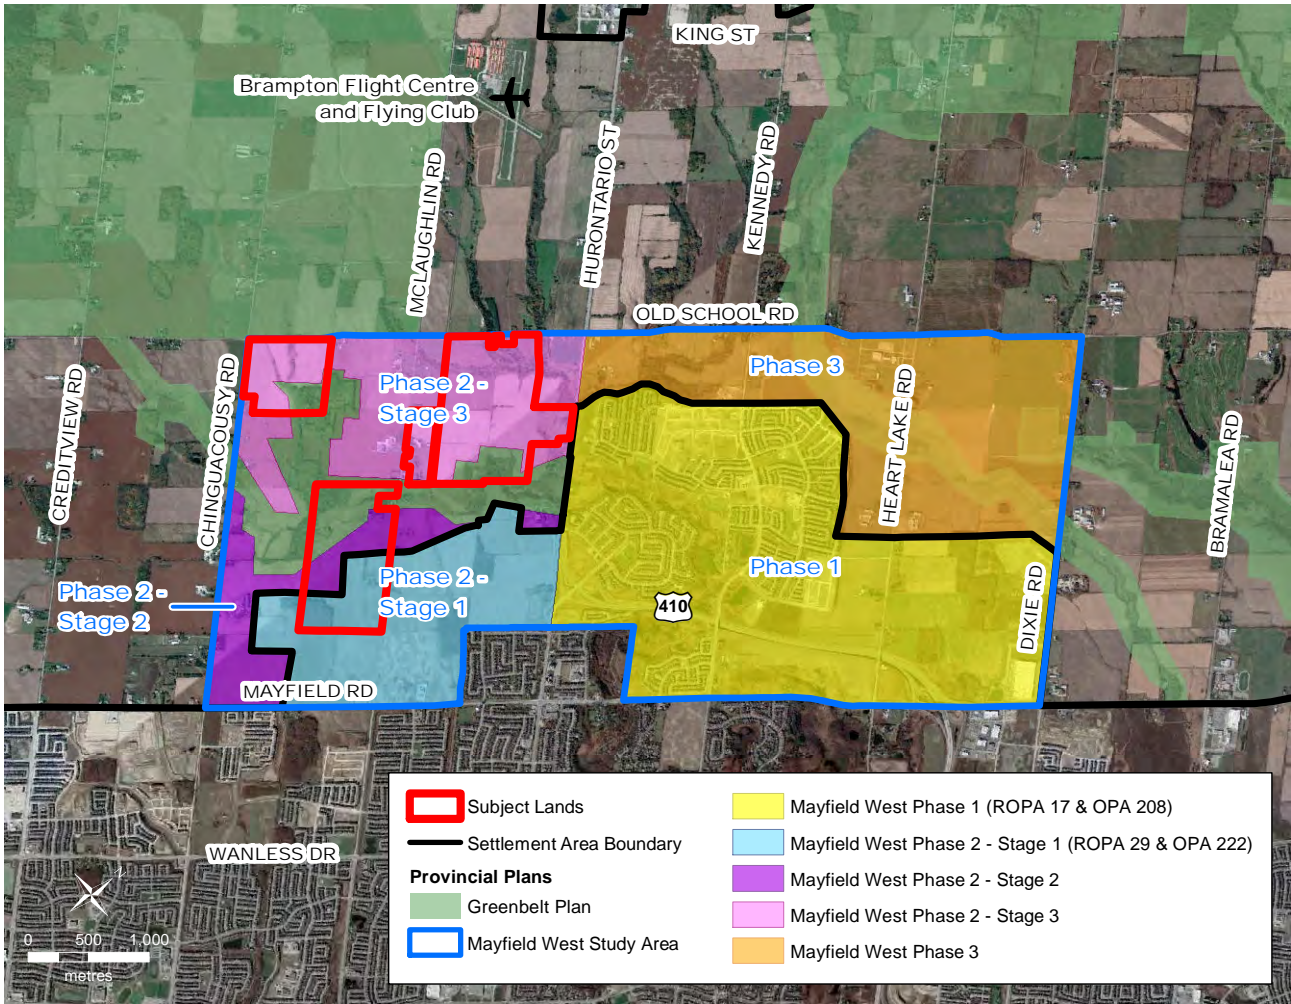 KING ST
Brampton Flight Centre
and Flying Club
MCLAUGHLIN RD
HURONTARIO ST
KENNEDY RD
OLD SCHOOL RD
CREDITVIEW RD
CHINGUACOUSY RD
Phase 2 -
Stage 3
Phase 3
HEART LAKE RD
BRAMALEA RD
Phase 2 -
Stage 2
Phase 2 -
Stage 1
Phase 1
410
DIXIE RD
MAYFIELD RD
WANLESS DR
Z
0 500 1,000
metres
Subject Lands
Settlement Area Boundary
Provincial Plans
Greenbelt Plan
Mayfield West Study Area
Mayfield West Phase 1 (ROPA 17 & OPA 208)
Mayfield West Phase 2 - Stage 1 (ROPA 29 & OPA 222)
Mayfield West Phase 2 - Stage 2
Mayfield West Phase 2 - Stage 3
Mayfield West Phase 3